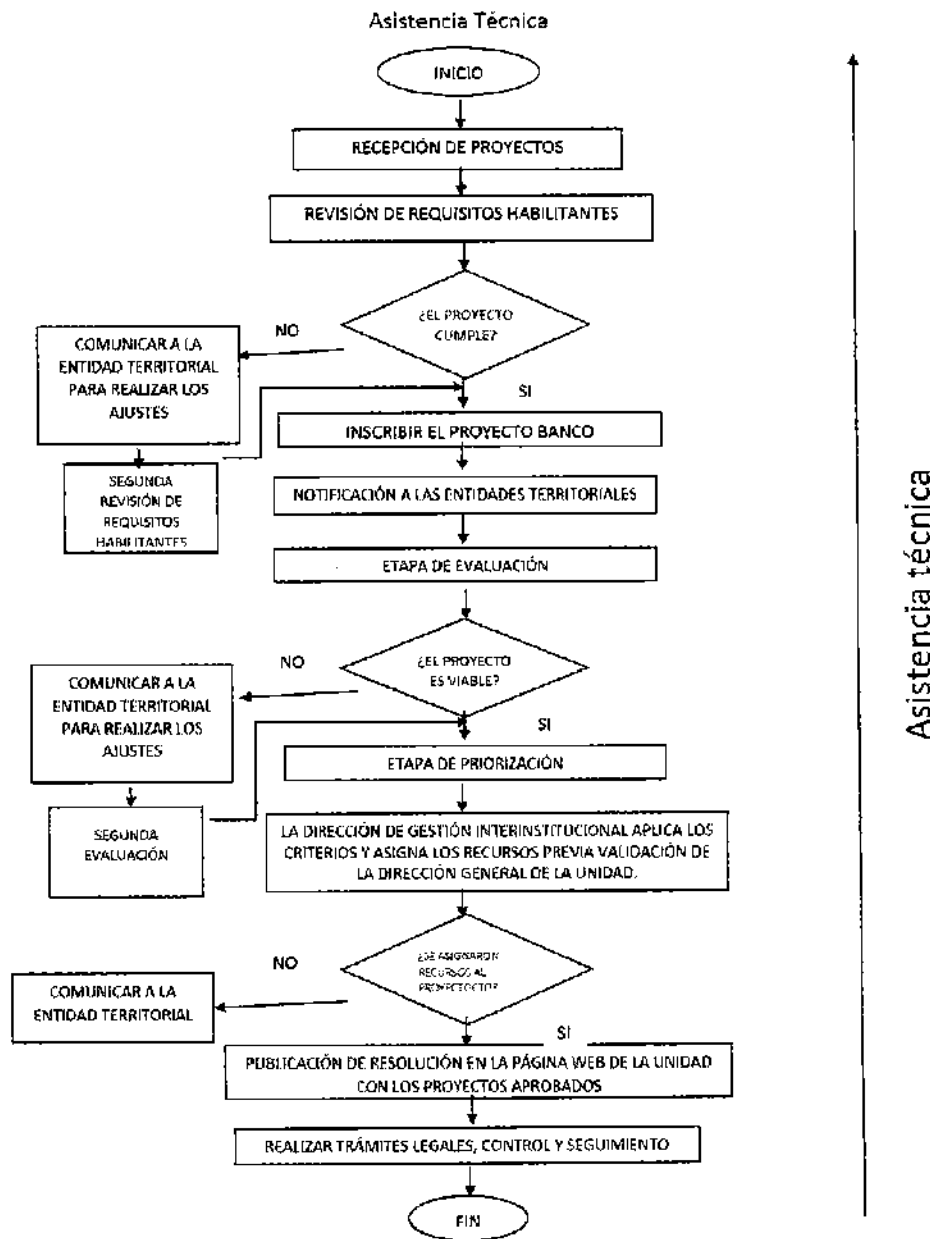 Asistencia Técnica
INICIO
RECEPCIÓN DE PROYECTOS
REVISIÓN DE REQUISITOS HABILITANTES
¿EL PROYECTO
CUMPLE?
NO
COMUNICAR A LA
ENTIDAD TERRITORIAL
PARA REALIZAR LOS
AJUSTES
SI
INSCRIBIR EL PROYECTO BANCO
SEGUNDA
REVISIÓN DE
REQUISITOS
HABILITANTES
NOTIFICACIÓN A LAS ENTIDADES TERRITORIALES
ETAPA DE EVALUACIÓN
¿EL PROYECTO
ES VIABLE?
NO
COMUNICAR A LA
ENTIDAD TERRITORIAL
PARA REALIZAR LOS
AJUSTES
SI
ETAPA DE PRIORIZACIÓN
SEGUNDA
EVALUACIÓN
LA DIRECCIÓN DE GESTIÓN INTERINSTITUCIONAL APLICA LOS
CRITERIOS Y ASIGNA LOS RECURSOS PREVIA VALIDACIÓN DE
LA DIRECCIÓN GENERAL DE LA UNIDAD.
¿SE ASIGNARON
RECURSOS AL
PROYECTOCTO?
NO
COMUNICAR A LA
ENTIDAD TERRITORIAL
SI
PUBLICACIÓN DE RESOLUCIÓN EN LA PÁGINA WEB DE LA UNIDAD
CON LOS PROYECTOS APROBADOS
REALIZAR TRÁMITES LEGALES, CONTROL Y SEGUIMIENTO
FIN
Asistencia técnica